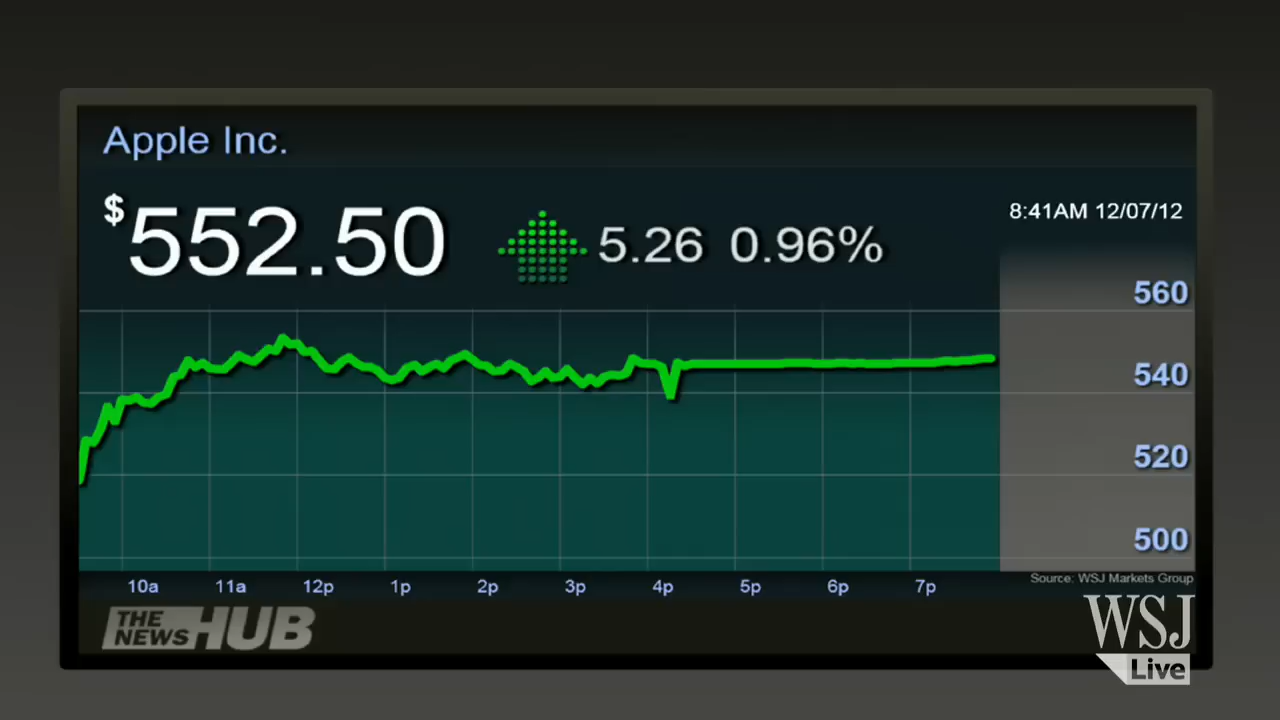 Apple Inc.
$552.50 5.26 0.96%
8:41AM 12/07/12
560
540
520
500
10a 11a 12p 1p 2p 3p 4p 5p 6p 7p
Source: WSJ Markets Group
THE NEWS HUB
WSJ
Live